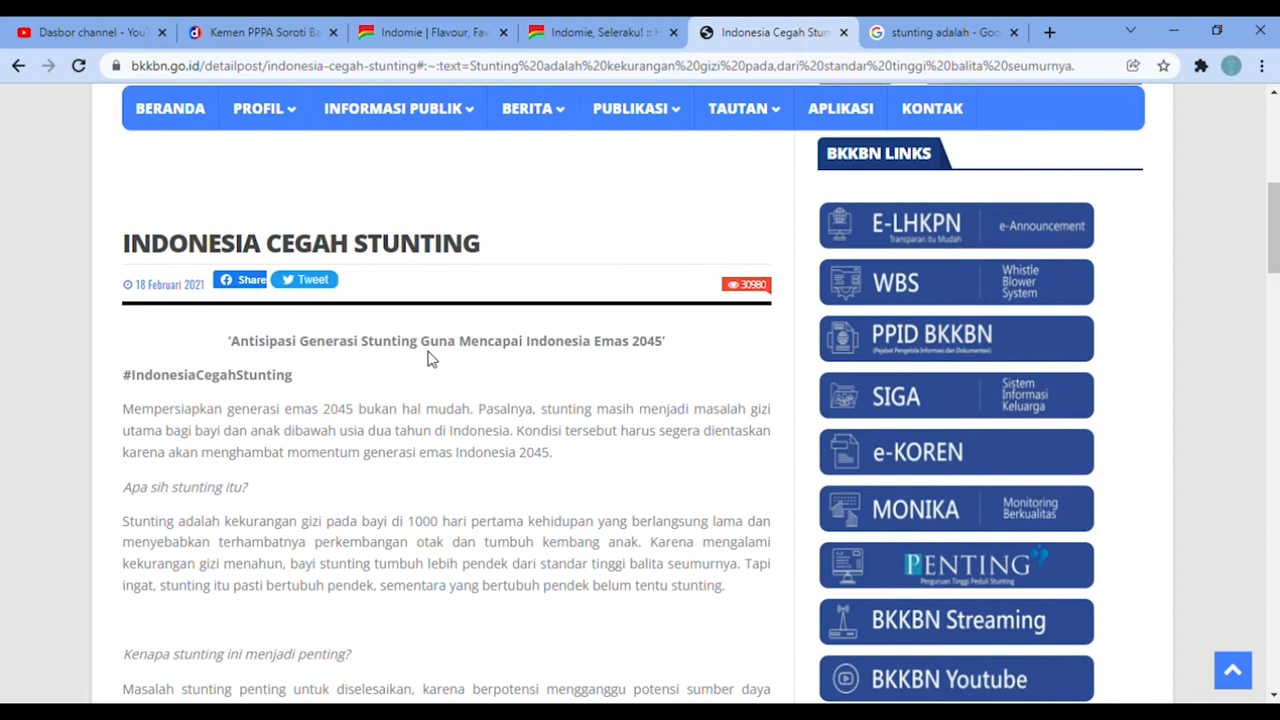 Dasbor channel - You
Kemen PPPA Soroti Ba
Indomie | Flavour, Fav
Indomie, Seleraku! :: H
Indonesia Cegah Stun
stunting adalah - Goo
bkkbn.go.id/detailpost/indonesia-cegah-stunting#:~:text=Stunting%20adalah%20kekurangan%20gizi%20pada,dari%20standar%20tinggi%20balita%20seumurnya.
BERANDA PROFIL INFORMASI PUBLIK BERITA PUBLIKASI TAUTAN APLIKASI KONTAK
INDONESIA CEGAH STUNTING
18 Februari 2021 Share Tweet 30980
'Antisipasi Generasi Stunting Guna Mencapai Indonesia Emas 2045'
#IndonesiaCegahStunting
Mempersiapkan generasi emas 2045 bukan hal mudah. Pasalnya, stunting masih menjadi masalah gizi
utama bagi bayi dan anak dibawah usia dua tahun di Indonesia. Kondisi tersebut harus segera dientaskan
karena akan menghambat momentum generasi emas Indonesia 2045.
Apa sih stunting itu?
Stunting adalah kekurangan gizi pada bayi di 1000 hari pertama kehidupan yang berlangsung lama dan
menyebabkan terhambatnya perkembangan otak dan tumbuh kembang anak. Karena mengalami
kekurangan gizi menahun, bayi stunting tumbuh lebih pendek dari standar tinggi balita seumurnya. Tapi
ingat, stunting itu pasti bertubuh pendek, sementara yang bertubuh pendek belum tentu stunting.
Kenapa stunting ini menjadi penting?
Masalah stunting penting untuk diselesaikan, karena berpotensi mengganggu potensi sumber daya
BKKBN LINKS
E-LHKPN
Transparan itu Mudah
e-Announcement
WBS
Whistle
Blower
System
PPID BKKBN
(Pejabat Pengelola Informasi dan Dokumentasi)
SIGA
Sistem
Informasi
Keluarga
e-KOREN
MONIKA
Monitoring
Berkualitas
PENTING
Perguruan Tinggi Peduli Stunting
BKKBN Streaming
BKKBN Youtube